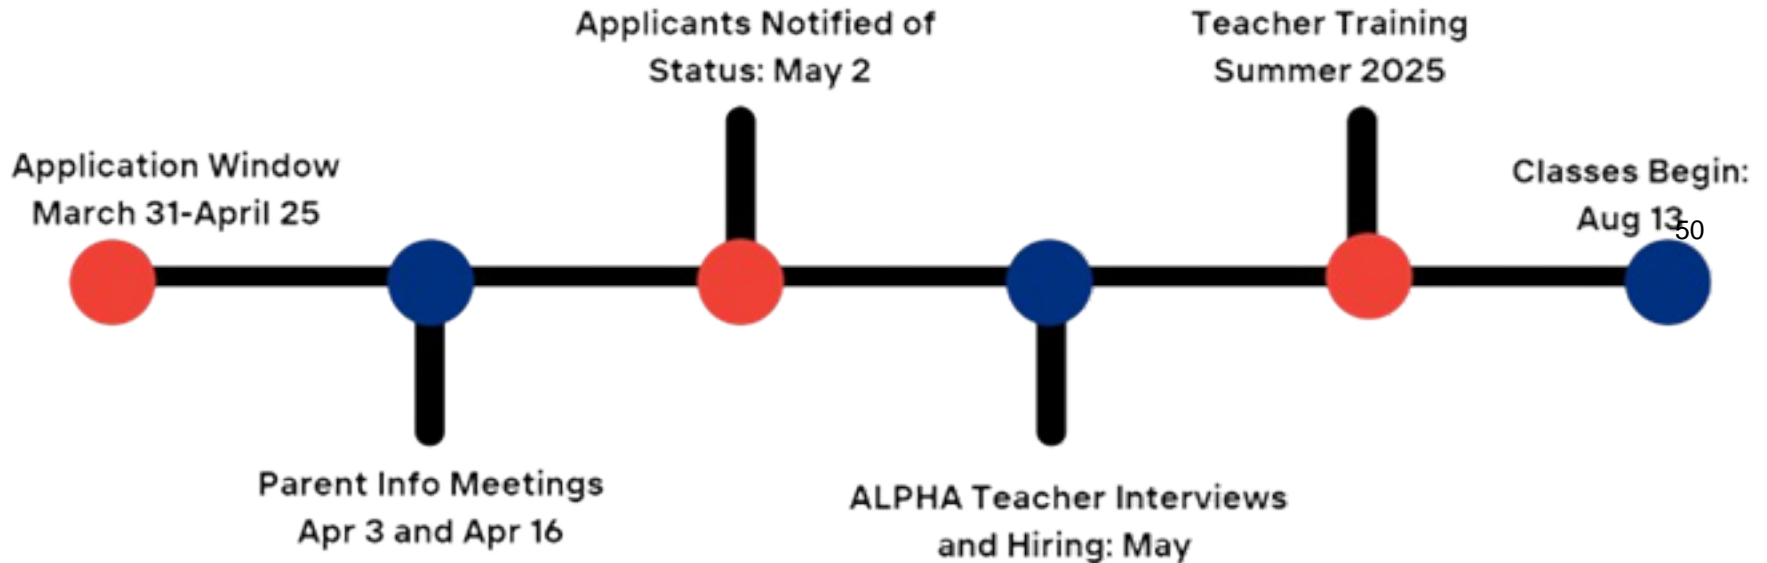 Application Window
March 31-April 25
Parent Info Meetings
Apr 3 and Apr 16
Applicants Notified of
Status: May 2
ALPHA Teacher Interviews
and Hiring: May
Teacher Training
Summer 2025
Classes Begin:
Aug 13
50